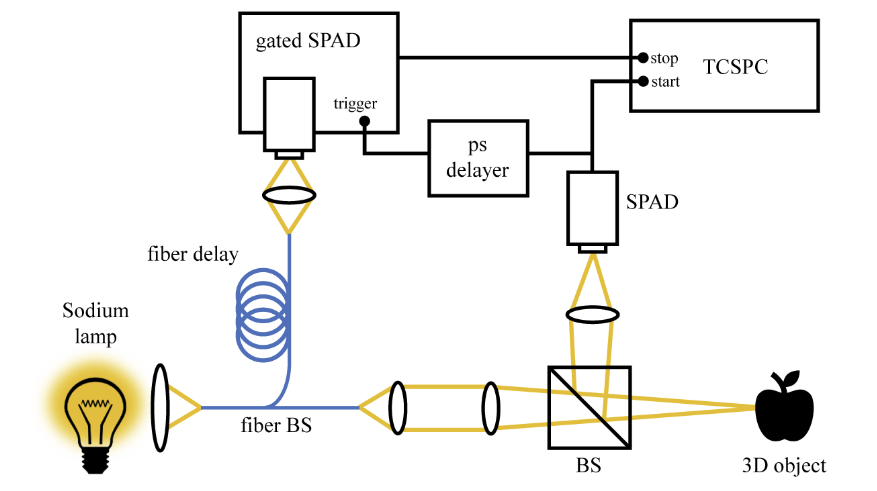 gated SPAD
trigger
stop
start
TCSPC
ps
delayer
SPAD
fiber delay
Sodium
lamp
fiber BS
BS
3D object